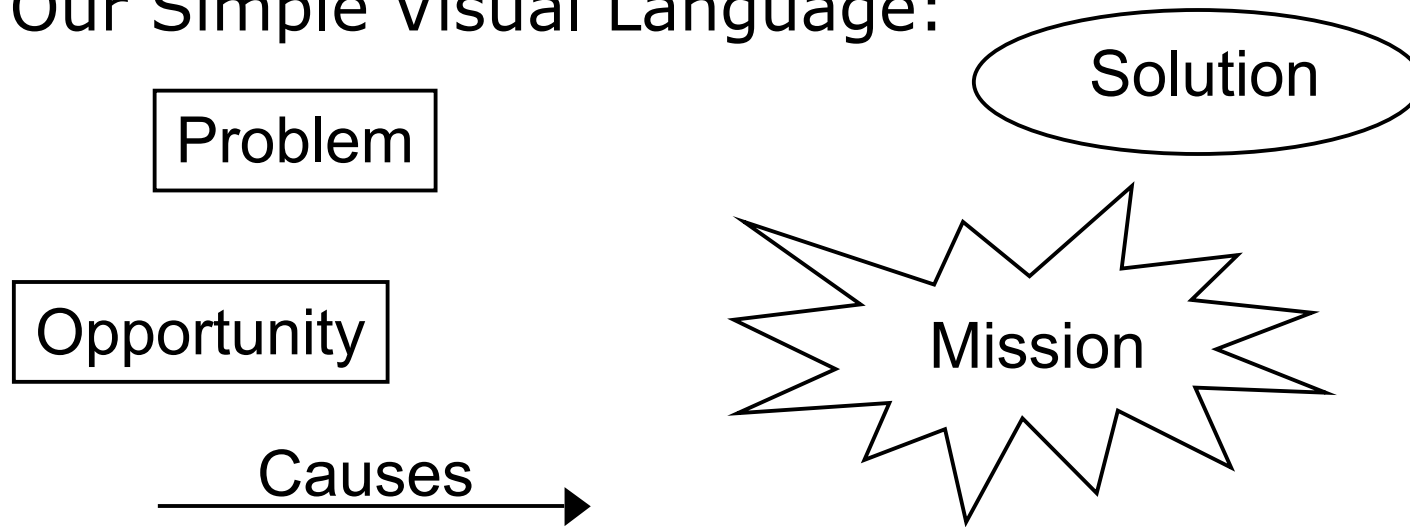 Our Simple Visual Language:
Solution
Problem
Opportunity
Mission
Causes